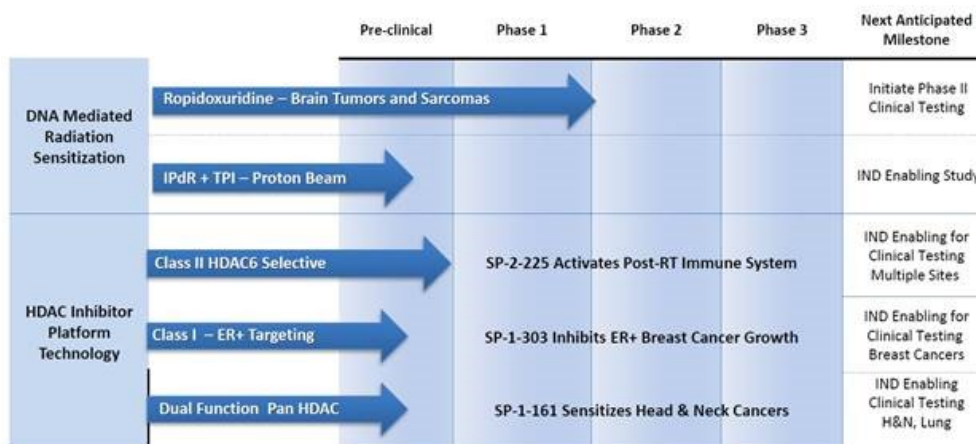 Pre-clinical
Phase 1
Phase 2
Phase 3
Next Anticipated
Milestone
DNA Mediated
Radiation
Sensitization
Ropidoxuridine – Brain Tumors and Sarcomas
Initiate Phase II
Clinical Testing
IPdR + TPI – Proton Beam
IND Enabling Study
HDAC Inhibitor
Platform
Technology
Class II HDAC6 Selective
SP-2-225 Activates Post-RT Immune System
IND Enabling for
Clinical Testing
Multiple Sites
Class I – ER+ Targeting
SP-1-303 Inhibits ER+ Breast Cancer Growth
IND Enabling for
Clinical Testing
Breast Cancers
Dual Function Pan HDAC
SP-1-161 Sensitizes Head & Neck Cancers
IND Enabling
Clinical Testing
H&N, Lung